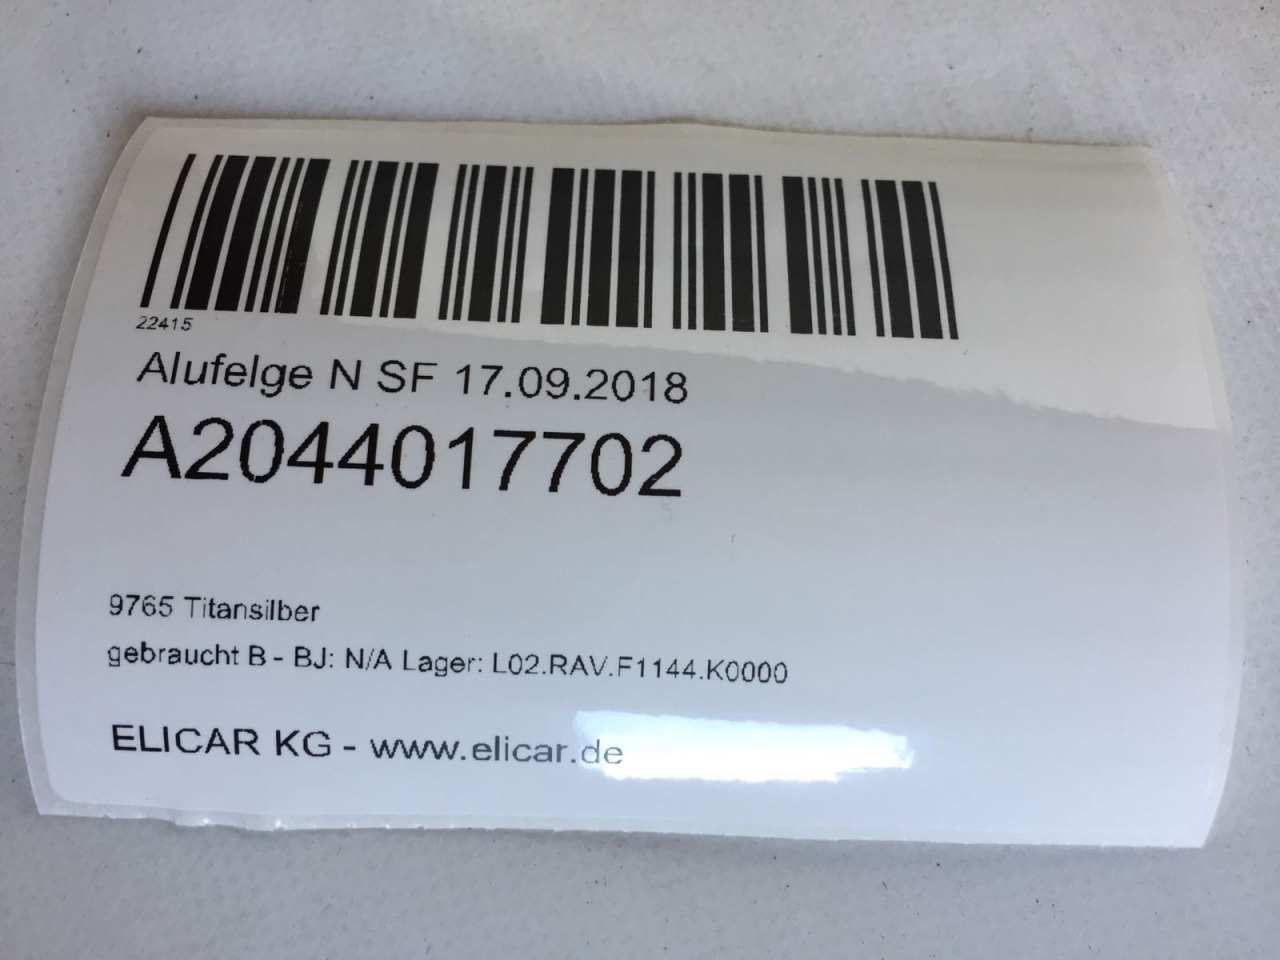 22415
Alufelge N SF 17.09.2018
A2044017702
9765 Titansilber
gebraucht B - BJ: N/A Lager: L02.RAV.F1144.K0000
ELICAR KG - www.elicar.de